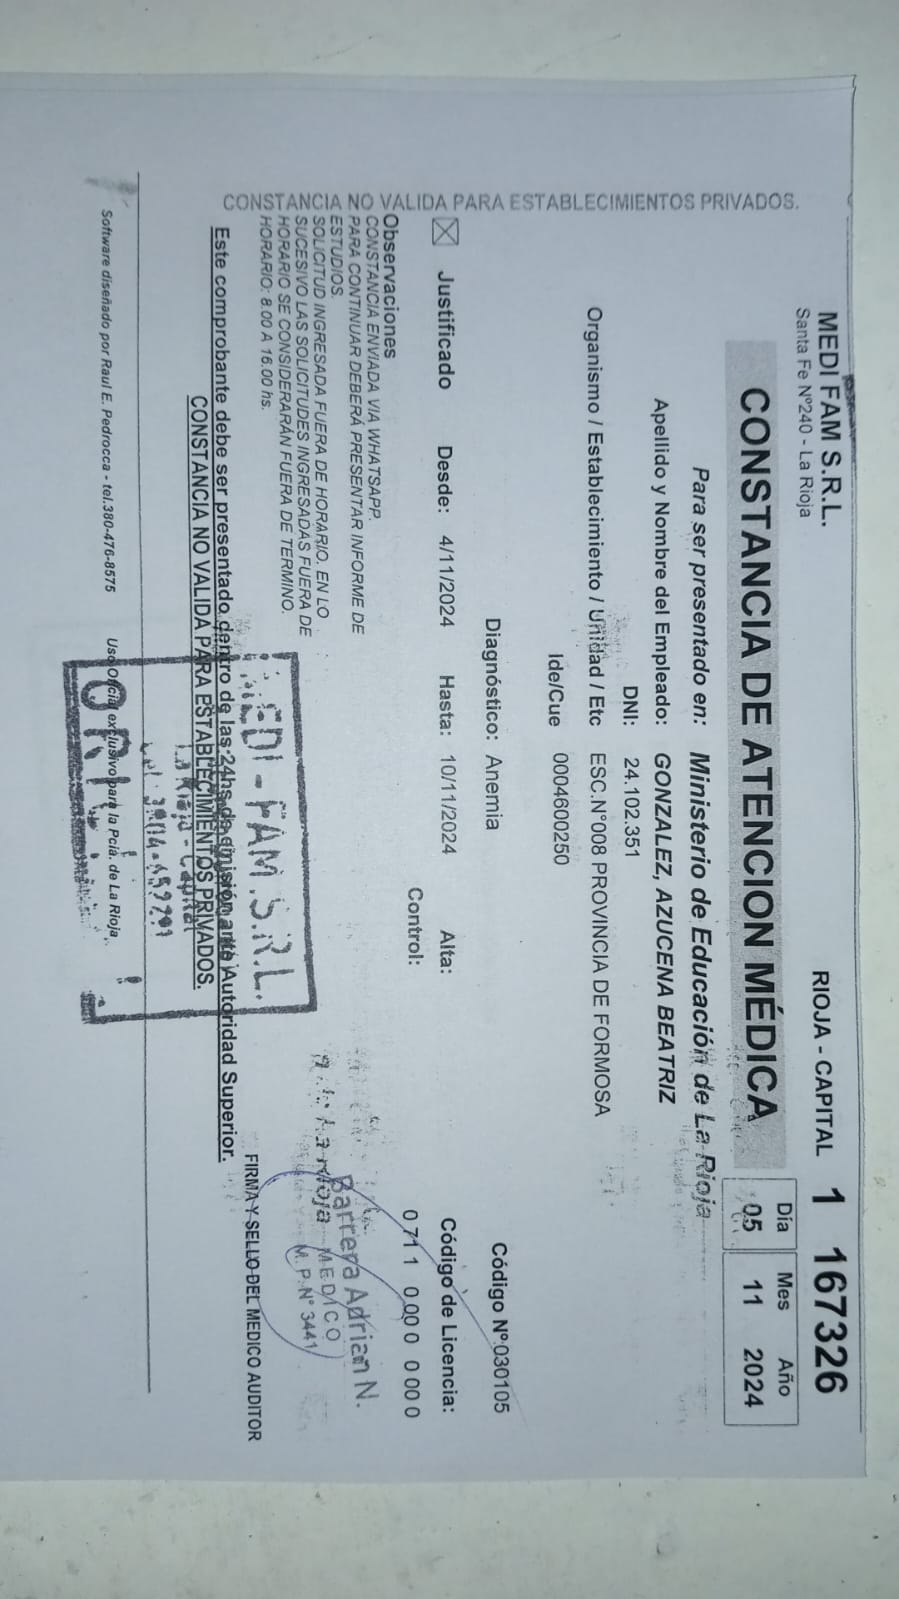 MEDI FAM S.R.L.
Santa Fe Nº240 - La Rioja
RIOJA - CAPITAL 1 167326
CONSTANCIA DE ATENCION MÉDICA
Día Mes Año
05 11 2024
Para ser presentado en: Ministerio de Educación de La Rioja
Apellido y Nombre del Empleado: GONZALEZ, AZUCENA BEATRIZ
DNI: 24.102.351
Organismo / Establecimiento / Unidad / Etc ESC.Nº008 PROVINCIA DE FORMOSA
Ide/Cue 0004600250
Diagnóstico: Anemia Código Nº:030105
Justificado Desde: 4/11/2024 Hasta: 10/11/2024 Alta: Código de Licencia:
Control: 0 71 1 0.00 0 0 00 0
Observaciones
CONSTANCIA ENVIADA VIA WHATSAPP.
PARA CONTINUAR DEBERÁ PRESENTAR INFORME DE
ESTUDIOS.
SOLICITUD INGRESADA FUERA DE HORARIO. EN LO
SUCESIVO LAS SOLICITUDES INGRESADAS FUERA DE
HORARIO SE CONSIDERARÁN FUERA DE TERMINO.
HORARIO: 8.00 A 16.00 hs.
CONSTANCIA NO VALIDA PARA ESTABLECIMIENTOS PRIVADOS.
Barrera Adrian N.
MEDICO
M.P. Nº 3441
FIRMA Y SELLO DEL MEDICO AUDITOR
MEDI - FAM S.R.L.
La Rioja - Capital
Este comprobante debe ser presentado dentro de las 24hs de emisión ante Autoridad Superior.
CONSTANCIA NO VALIDA PARA ESTABLECIMIENTOS PRIVADOS.
Software diseñado por Raul E. Pedrocca - tel.380-476-8575 Uso Oficial exclusivo para la Pcia. de La Rioja